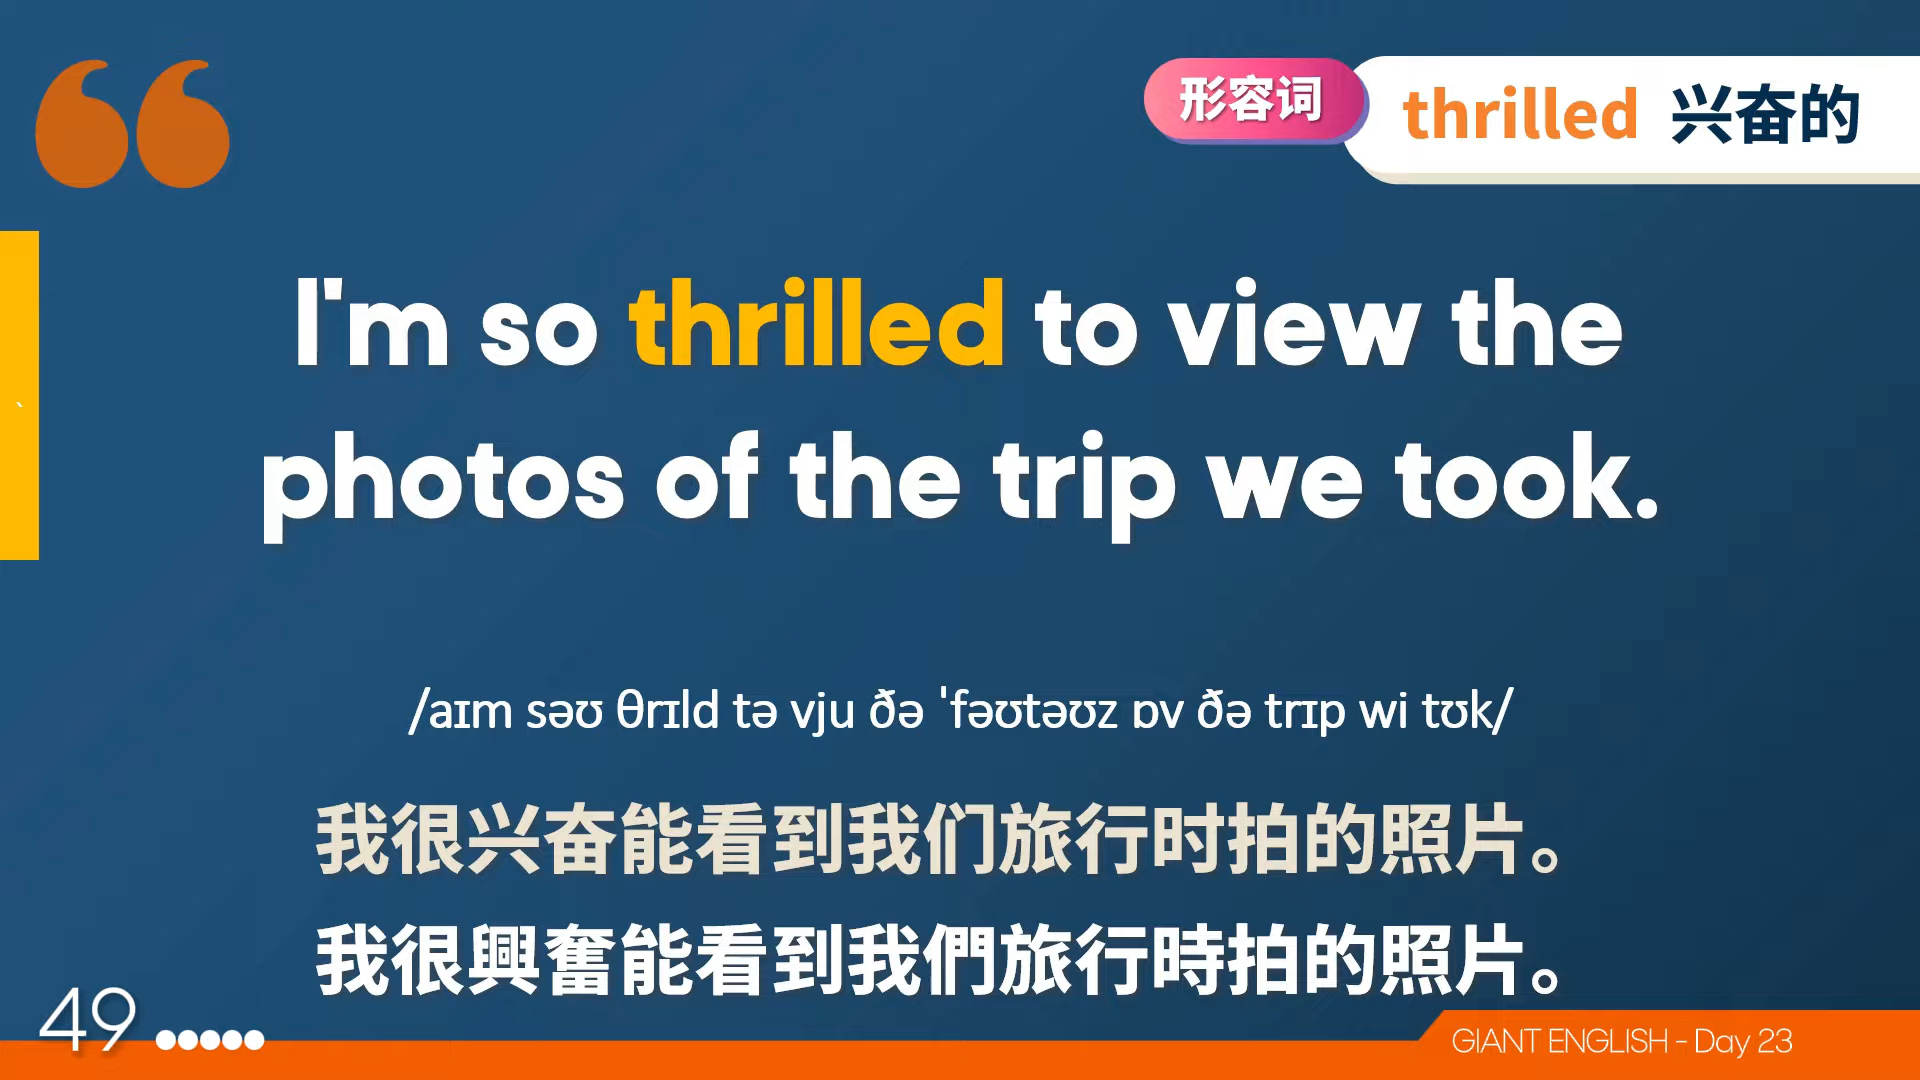 形容词 thrilled 兴奋的
I'm so thrilled to view the
photos of the trip we took.
/aɪm səʊ θrɪld tə vju ðə ˈfəʊtəʊz ɒv ðə trɪp wi tʊk/
我很兴奋能看到我们旅行时拍的照片。
我很興奮能看到我們旅行時拍的照片。
49
GIANT ENGLISH - Day 23